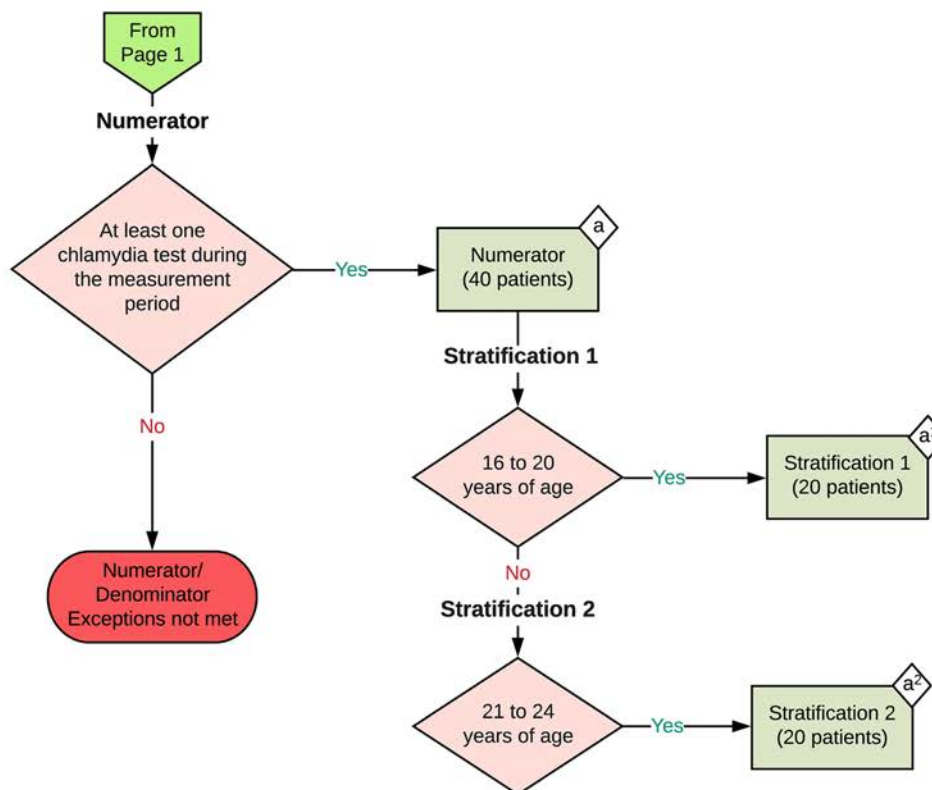 From
Page 1
Numerator
At least one
chlamydia test during
the measurement
period
Yes
a
Numerator
(40 patients)
No
Numerator/
Denominator
Exceptions not met
Stratification 1
16 to 20
years of age
Yes
Stratification 1
(20 patients)
No
Stratification 2
21 to 24
years of age
Yes
a²
Stratification 2
(20 patients)